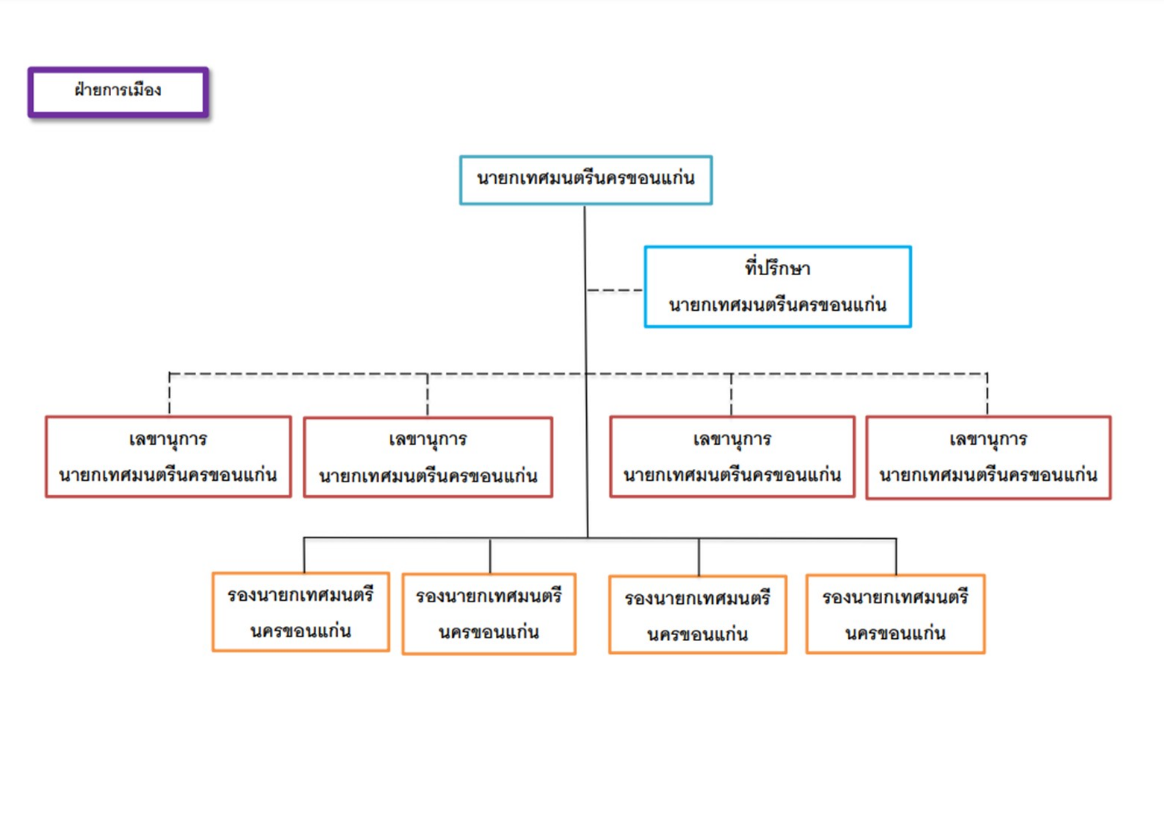 ฝ่ายการเมือง
นายกเทศมนตรีนครขอนแก่น
ที่ปรึกษา
นายกเทศมนตรีนครขอนแก่น
เลขานุการ
นายกเทศมนตรีนครขอนแก่น
เลขานุการ
นายกเทศมนตรีนครขอนแก่น
เลขานุการ
นายกเทศมนตรีนครขอนแก่น
เลขานุการ
นายกเทศมนตรีนครขอนแก่น
รองนายกเทศมนตรี
นครขอนแก่น
รองนายกเทศมนตรี
นครขอนแก่น
รองนายกเทศมนตรี
นครขอนแก่น
รองนายกเทศมนตรี
นครขอนแก่น